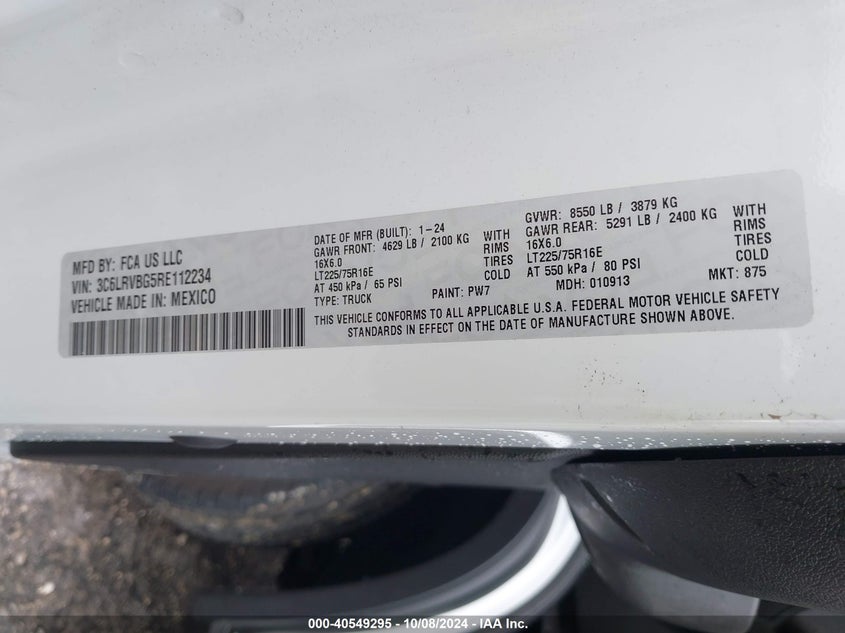 MFD BY: FCA US LLC
VIN: 3C6LRVBG5RE112234
VEHICLE MADE IN: MEXICO
DATE OF MFR (BUILT): 1-24
GAWR FRONT: 4629 LB / 2100 KG WITH
16X6.0 RIMS
LT225/75R16E TIRES
AT 450 kPa / 65 PSI COLD
TYPE: TRUCK PAINT: PW7
GVWR: 8550 LB / 3879 KG
GAWR REAR: 5291 LB / 2400 KG WITH
16X6.0 RIMS
LT225/75R16E TIRES
AT 550 kPa / 80 PSI COLD
MDH: 010913 MKT: 875
THIS VEHICLE CONFORMS TO ALL APPLICABLE U.S.A. FEDERAL MOTOR VEHICLE SAFETY
STANDARDS IN EFFECT ON THE DATE OF MANUFACTURE SHOWN ABOVE.
000-40549295 - 10/08/2024 - IAA Inc.